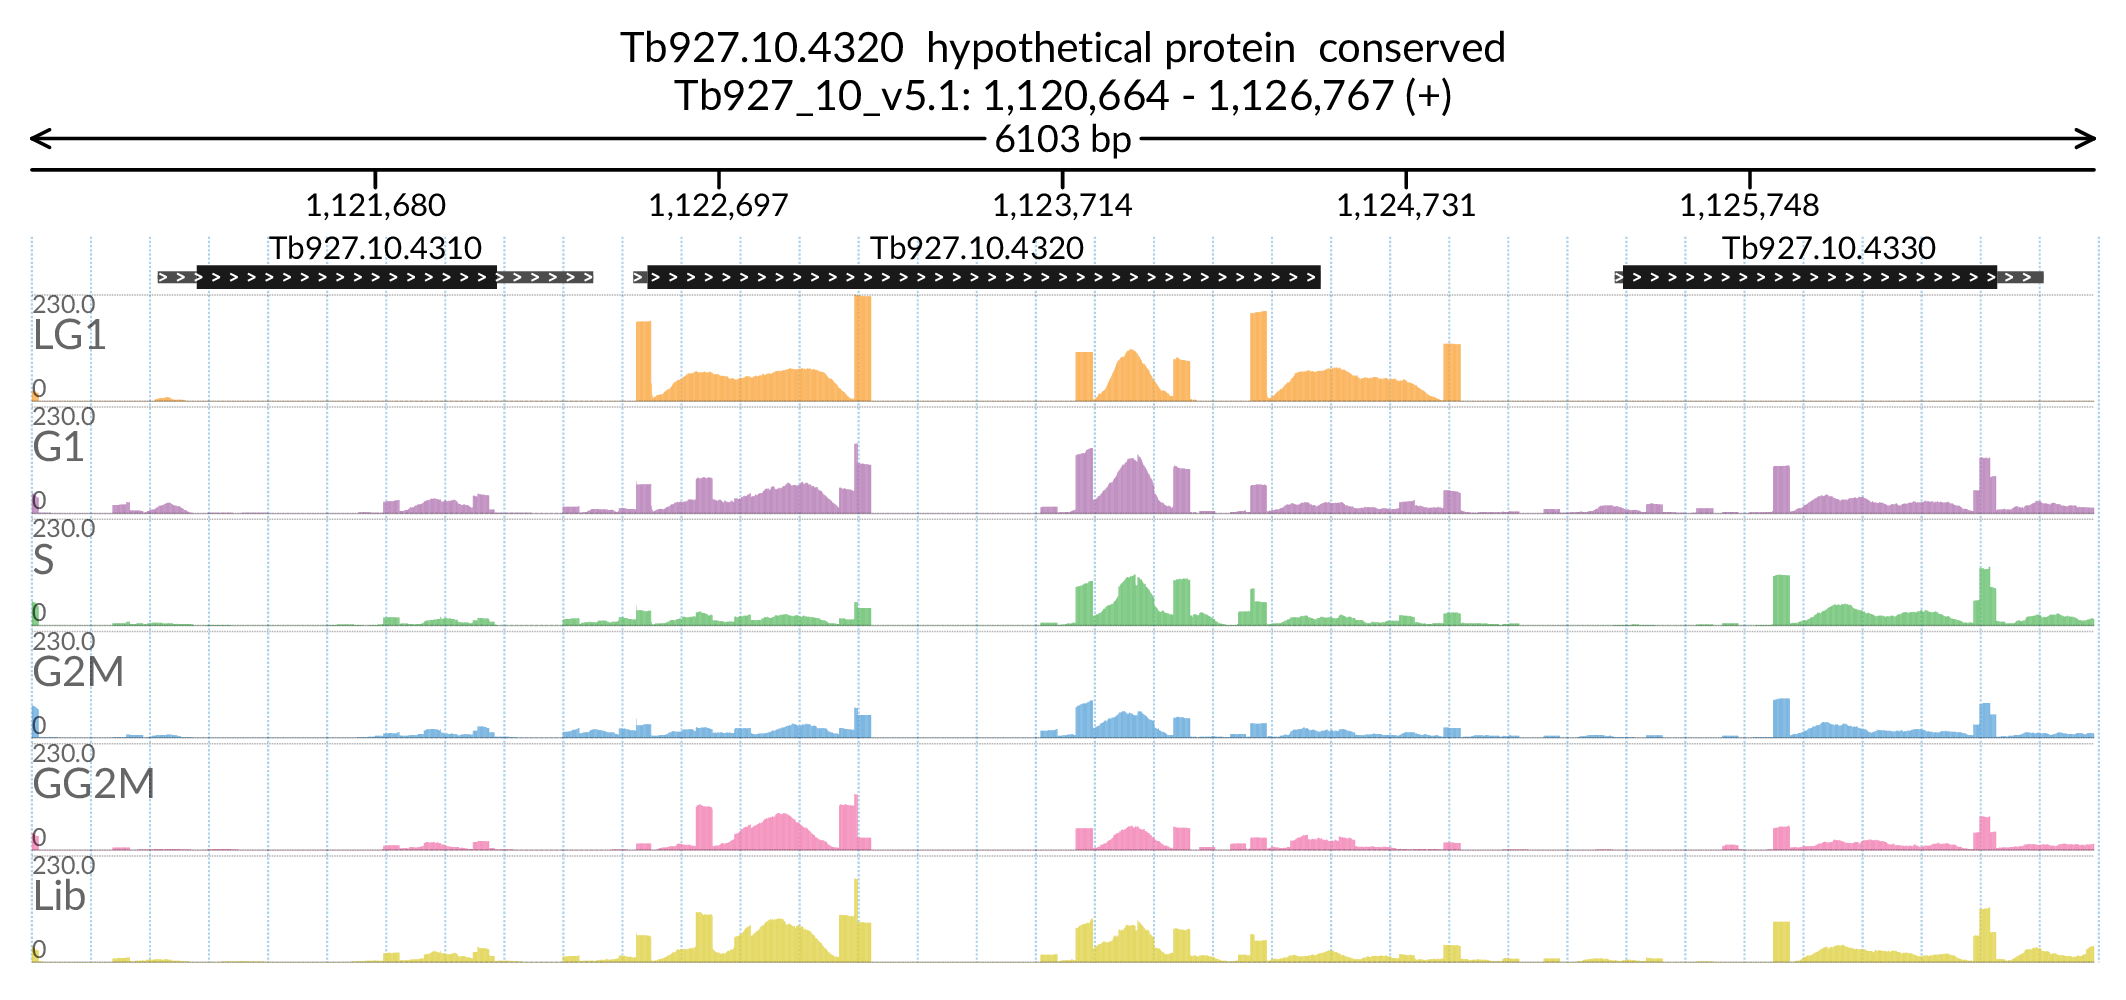 Tb927.10.4320  hypothetical protein  conserved
Tb927_10_v5.1: 1,120,664 - 1,126,767 (+)
6103 bp
1,121,680 1,122,697 1,123,714 1,124,731 1,125,748
Tb927.10.4310 Tb927.10.4320 Tb927.10.4330
230.0
LG1
0
230.0
G1
0
230.0
S
0
230.0
G2M
0
230.0
GG2M
0
230.0
Lib
0